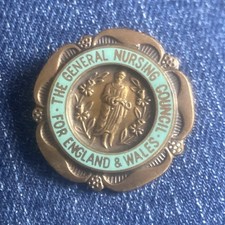 · THE GENERAL NURSING COUNCIL ·
FOR ENGLAND & WALES